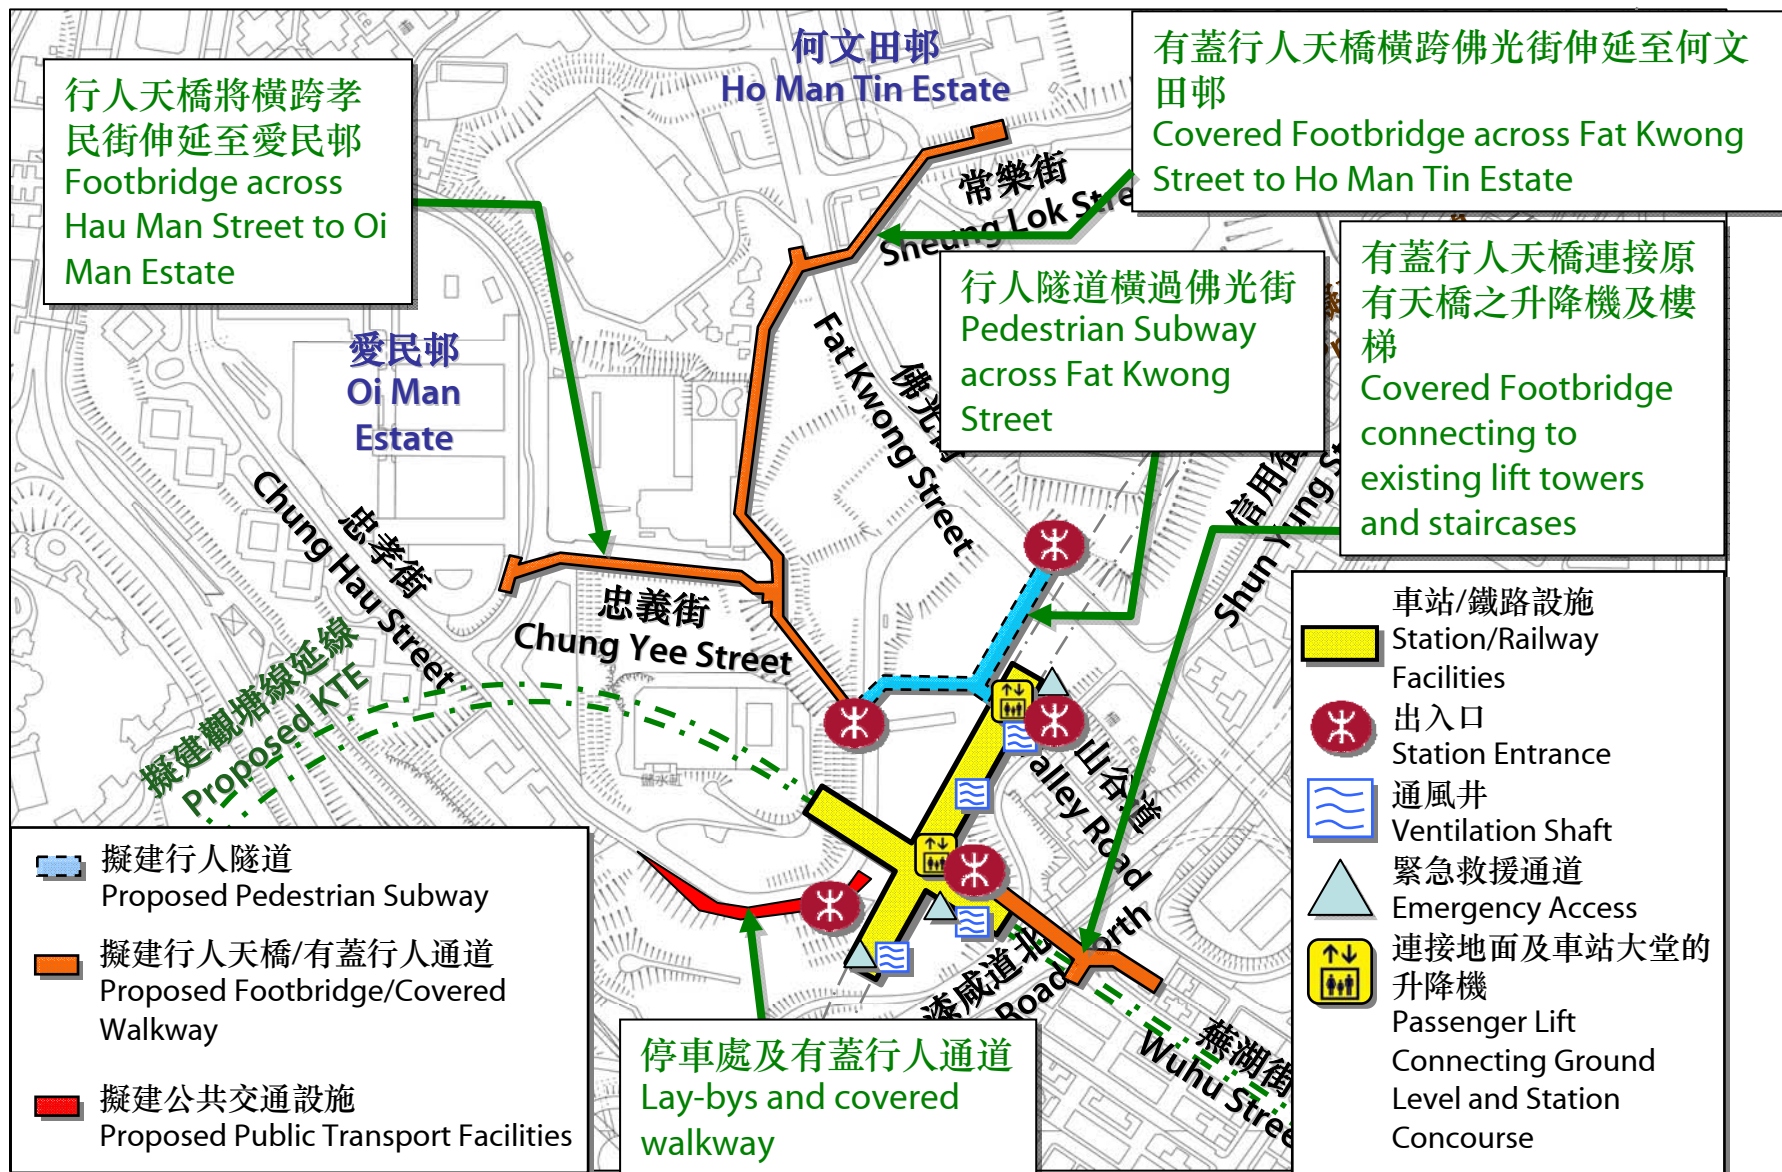 行人天橋將橫跨孝
民街伸延至愛民邨
Footbridge across
Hau Man Street to Oi
Man Estate
何文田邨
Ho Man Tin Estate
有蓋行人天橋橫跨佛光街伸延至何文
田邨
Covered Footbridge across Fat Kwong
Street to Ho Man Tin Estate
常樂街
Sheung Lok Stre
行人隧道橫過佛光街
Pedestrian Subway
across Fat Kwong
Street
有蓋行人天橋連接原
有天橋之升降機及樓
梯
Covered Footbridge
connecting to
existing lift towers
and staircases
愛民邨
Oi Man
Estate
佛光街
Fat Kwong Street
信用街
Shun Yung St
忠孝街
Chung Hau Street
忠義街
Chung Yee Street
擬建觀塘線延線
Proposed KTE
山谷道
alley Road
漆咸道北
Road
orth
蕪湖街
Wuhu Stree
停車處及有蓋行人通道
Lay-bys and covered
walkway
擬建行人隧道
Proposed Pedestrian Subway
擬建行人天橋/有蓋行人通道
Proposed Footbridge/Covered
Walkway
擬建公共交通設施
Proposed Public Transport Facilities
車站/鐵路設施
Station/Railway
Facilities
出入口
Station Entrance
通風井
Ventilation Shaft
緊急救援通道
Emergency Access
連接地面及車站大堂的
升降機
Passenger Lift
Connecting Ground
Level and Station
Concourse